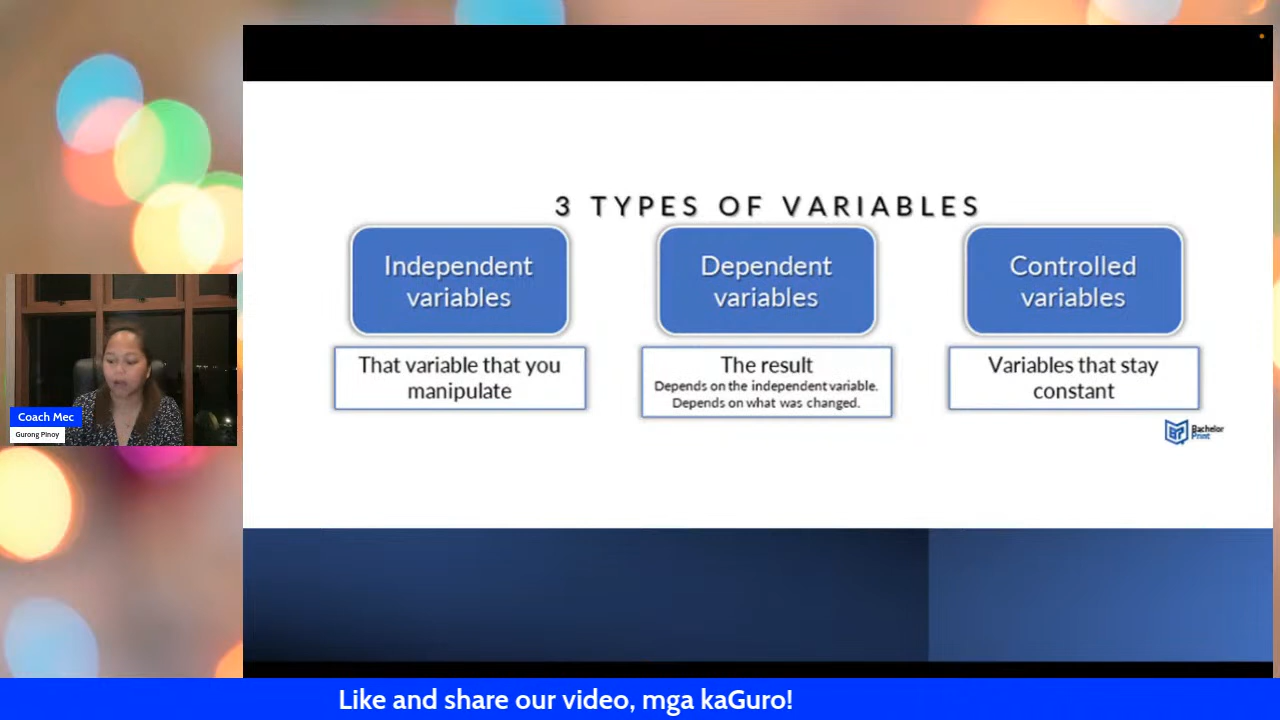 3 TYPES OF VARIABLES
Independent
variables
Dependent
variables
Controlled
variables
That variable that you
manipulate
The result
Depends on the independent variable.
Depends on what was changed.
Variables that stay
constant
Bachelor
Print
Coach Mec
Gurong Pinoy
Like and share our video, mga kaGuro!